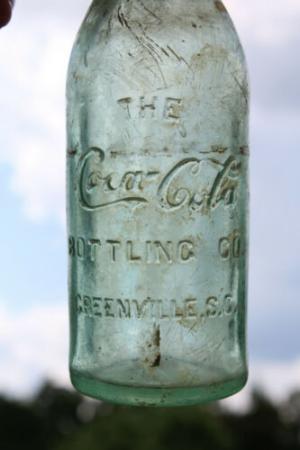 THE
Coca-Cola
BOTTLING CO.
GREENVILLE, S.C.